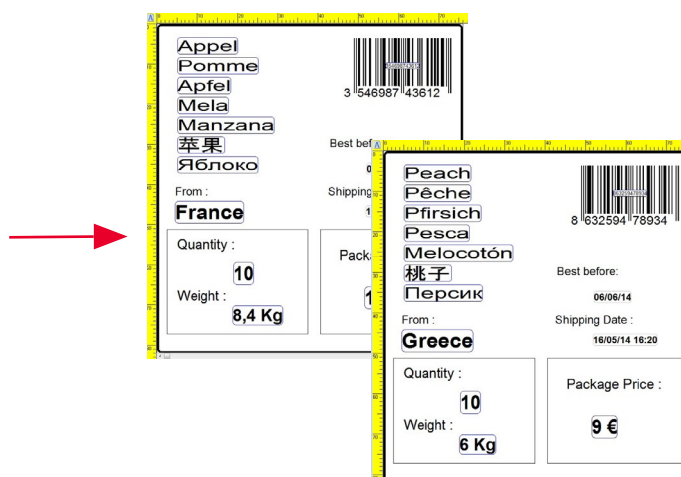 Appel
Pomme
Apfel
Mela
Manzana
苹果
Яблоко
3 546987 43612
Best bef
From :
Shipping
France
Quantity :
10
Weight :
8,4 Kg
Pack
Peach
Pêche
Pfirsich
Pesca
Melocotón
桃子
Персик
8 632594 78934
Best before:
06/06/14
From :
Shipping Date :
Greece
16/05/14 16:20
Quantity :
10
Weight :
6 Kg
Package Price :
9 €